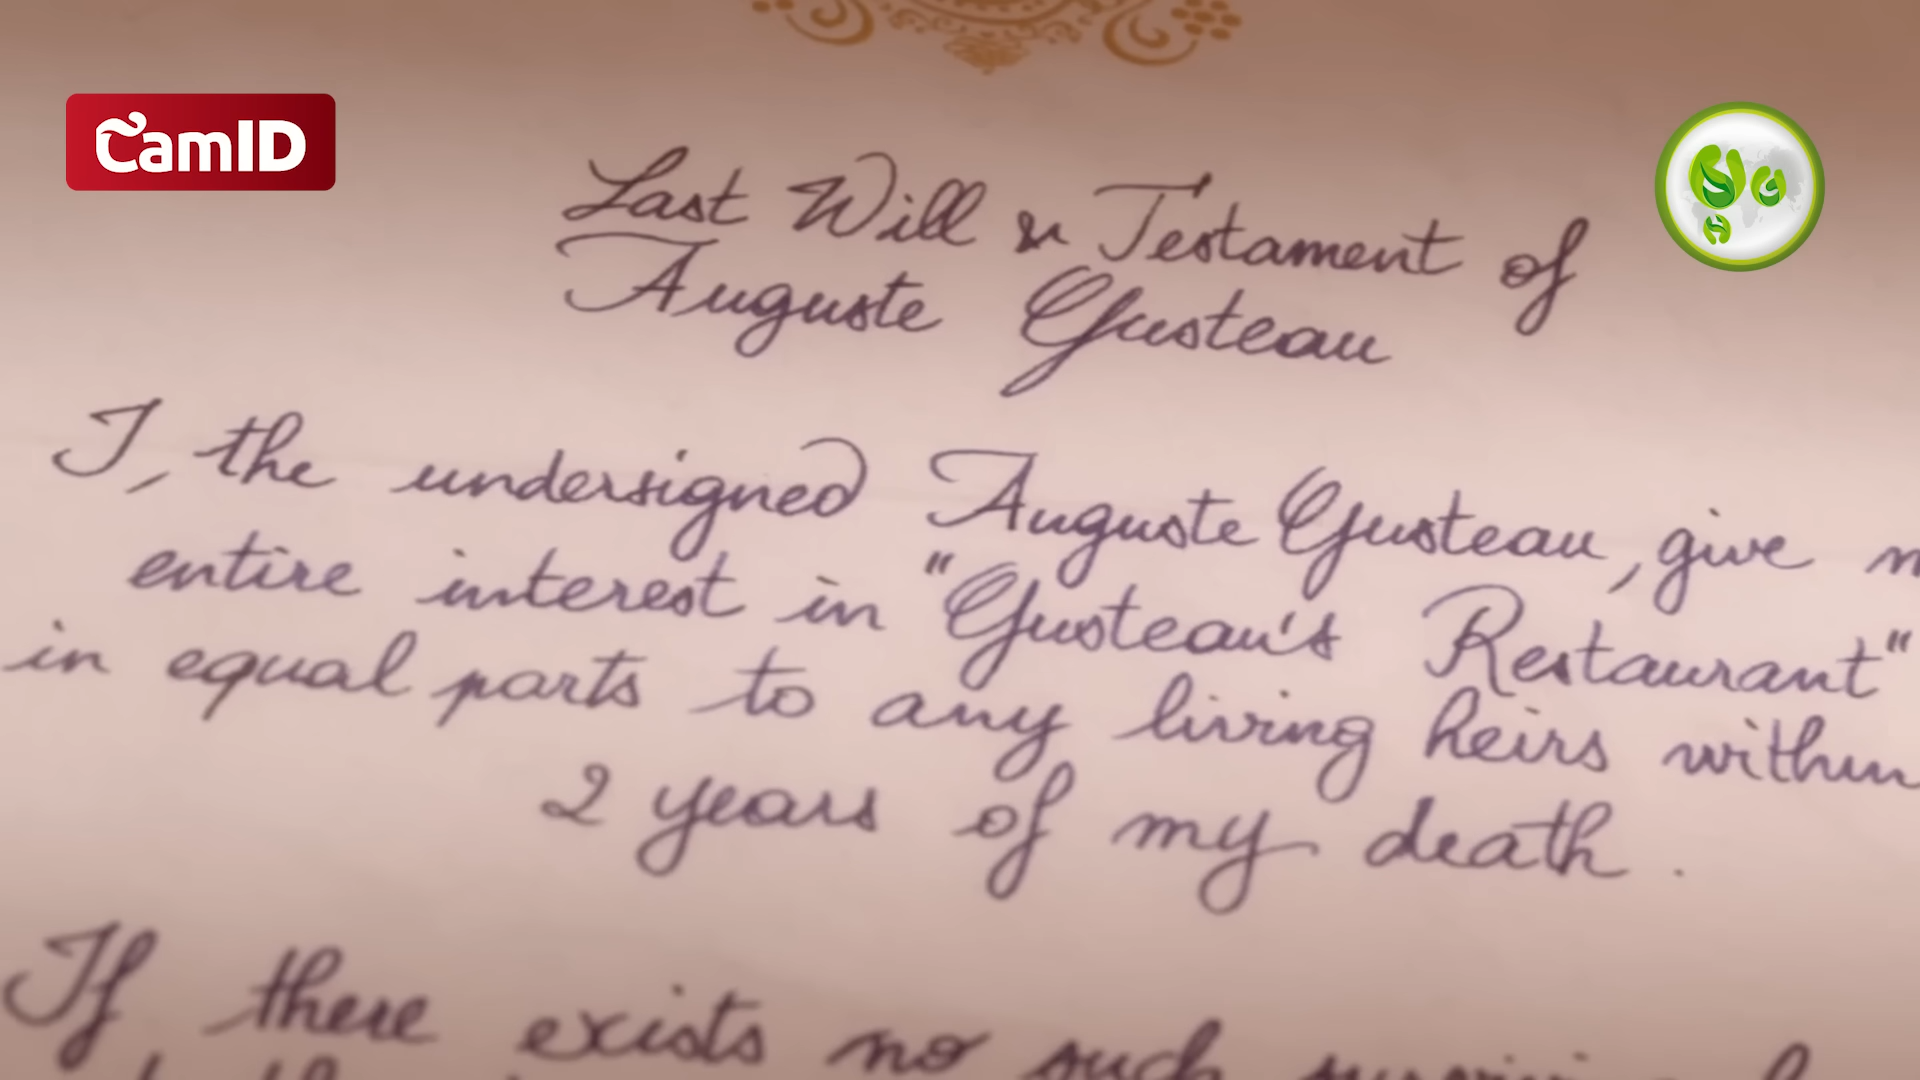 CamID
Last Will & Testament of
Auguste Gusteau
I, the undersigned Auguste Gusteau, give
entire interest in "Gusteau's Restaurant"
in equal parts to any living heirs within
2 years of my death.
If there exists no such